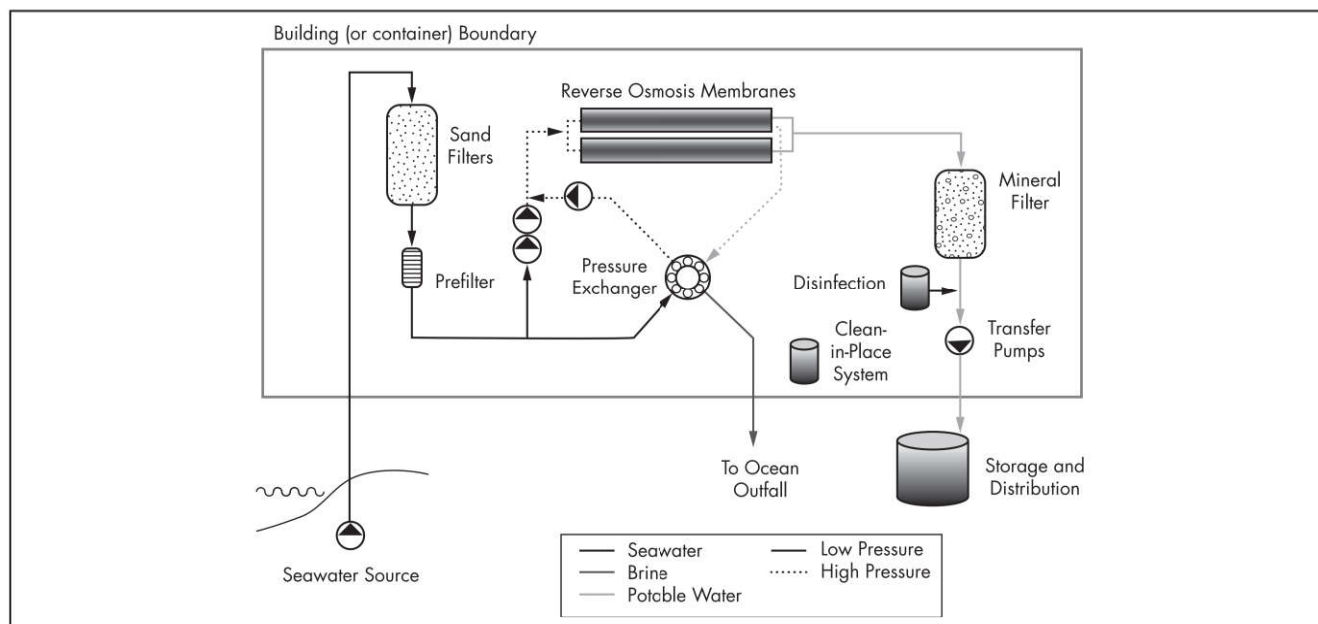 Building (or container) Boundary
Reverse Osmosis Membranes
Sand
Filters
Mineral
Filter
Prefilter
Pressure
Exchanger
Disinfection
Clean-
in-Place
System
Transfer
Pumps
To Ocean
Outfall
Storage and
Distribution
Seawater Source
Seawater
Low Pressure
Brine
High Pressure
Potable Water